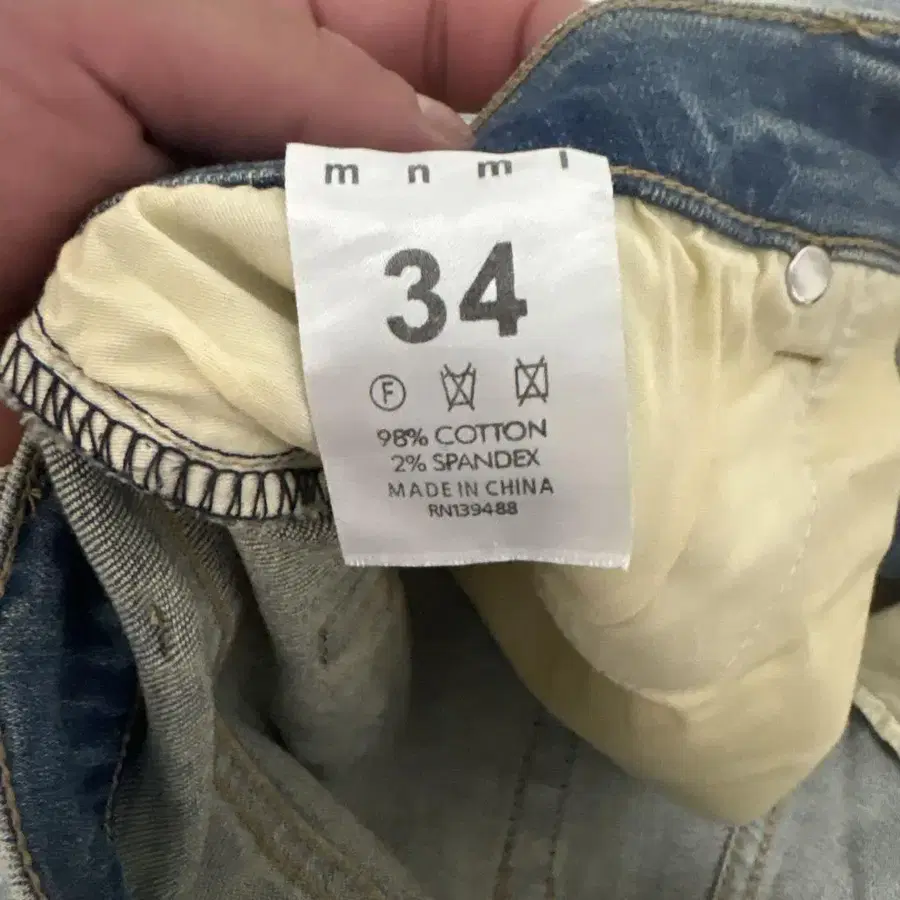 m n m l
34
F
98% COTTON
2% SPANDEX
MADE IN CHINA
RN139488